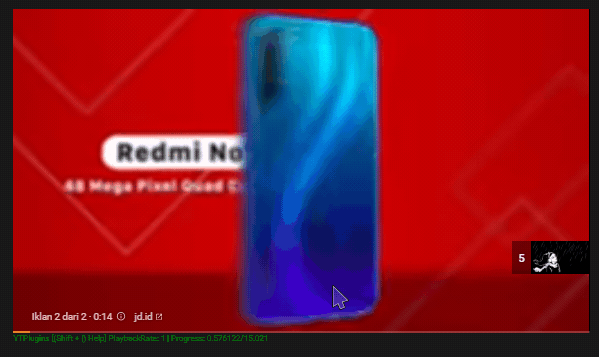 Redmi No
48 Mega Pixel Quad
5
Iklan 2 dari 2 · 0:14 jd.id
YTPlugins [(Shift + I) Help] PlaybackRate: 1 | Progress: 0.576122/15.021